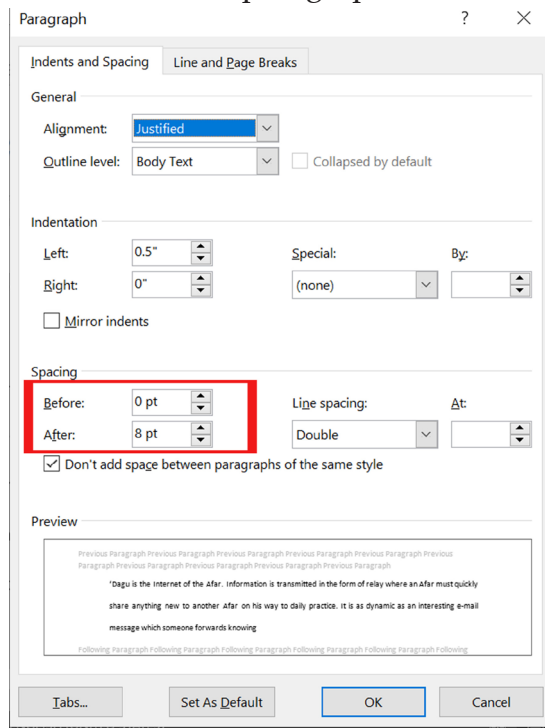 Paragraph ? ×
Indents and Spacing Line and Page Breaks
General
Alignment: Justified
Outline level: Body Text Collapsed by default
Indentation
Left: 0.5" Special: By:
Right: 0" (none)
Mirror indents
Spacing
Before: 0 pt Line spacing: At:
After: 8 pt Double
Don't add space between paragraphs of the same style
Preview
Previous Paragraph Previous Paragraph Previous Paragraph Previous Paragraph Previous Paragraph Previous
Paragraph Previous Paragraph Previous Paragraph Previous Paragraph Previous Paragraph
'Dagu is the Internet of the Afar. Information is transmitted in the form of relay where an Afar must quickly
share anything new to another Afar on his way to daily practice. It is as dynamic as an interesting e-mail
message which someone forwards knowing
Following Paragraph Following Paragraph Following Paragraph Following Paragraph Following Paragraph Following
Tabs... Set As Default OK Cancel